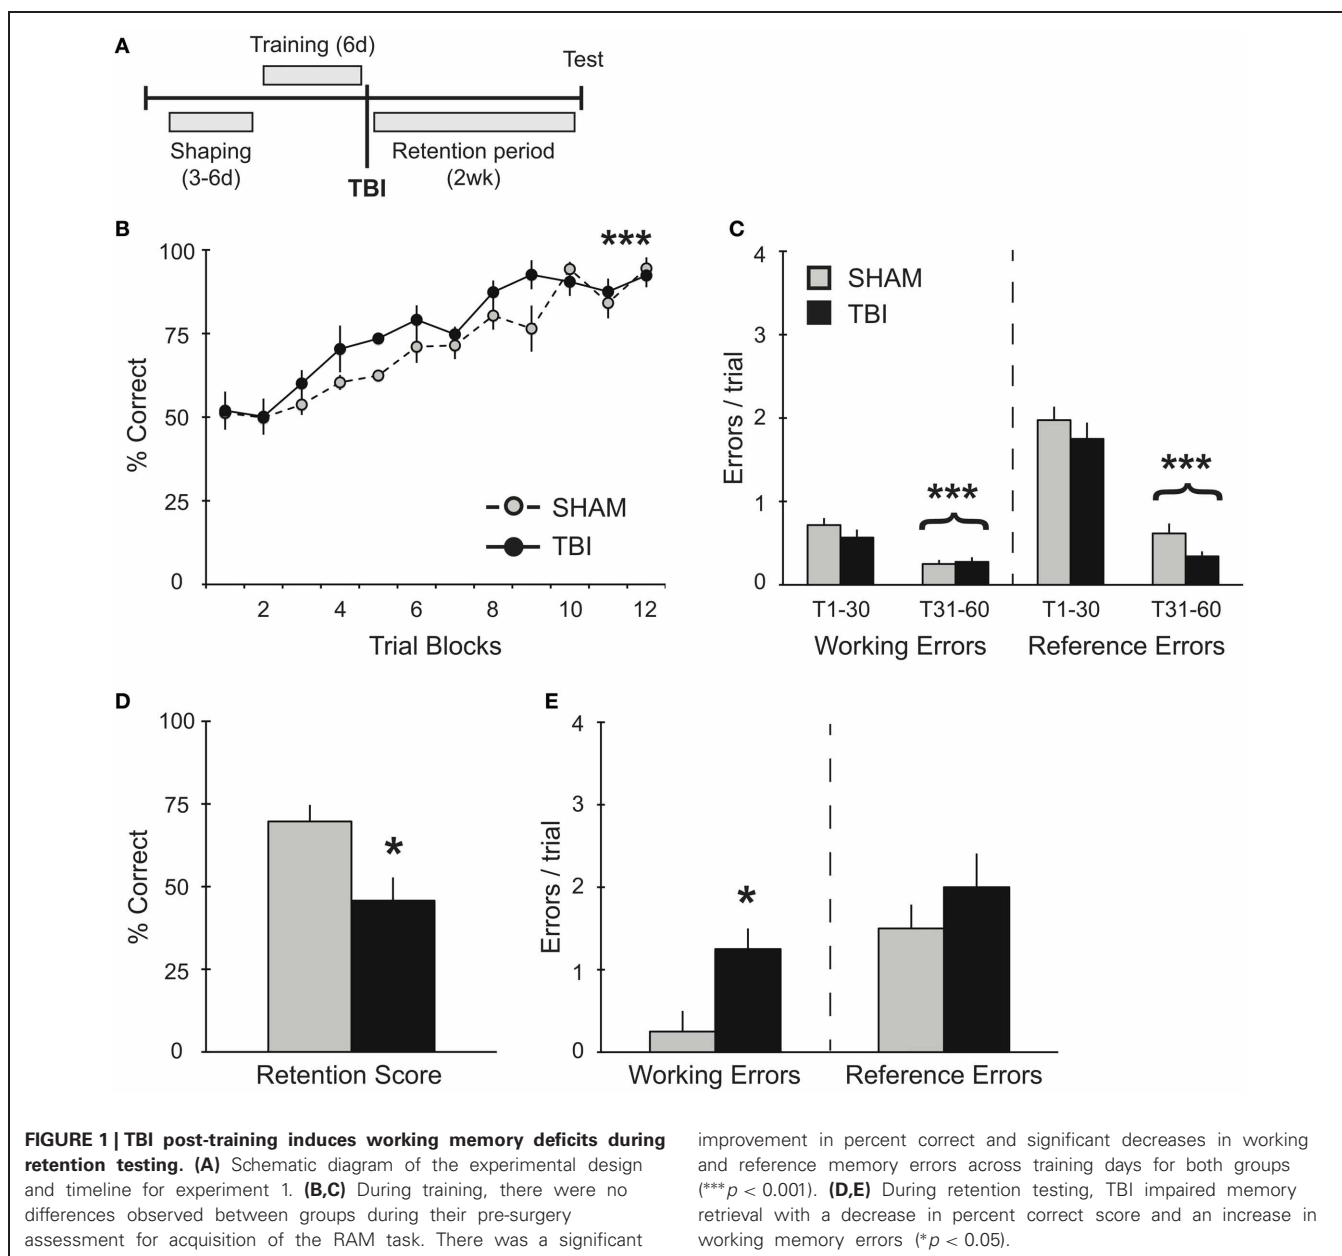 A
Training (6d)
Test
Shaping
(3-6d)
Retention period
(2wk)
TBI
B
100
75
50
25
0
% Correct
***
SHAM
TBI
2 4 6 8 10 12
Trial Blocks
C
4
3
2
1
0
Errors / trial
SHAM
TBI
***
***
T1-30 T31-60 T1-30 T31-60
Working Errors Reference Errors
D
100
75
50
25
0
% Correct
*
Retention Score
E
4
3
2
1
0
Errors / trial
*
Working Errors Reference Errors
FIGURE 1 | TBI post-training induces working memory deficits during
retention testing. (A) Schematic diagram of the experimental design
and timeline for experiment 1. (B,C) During training, there were no
differences observed between groups during their pre-surgery
assessment for acquisition of the RAM task. There was a significant
improvement in percent correct and significant decreases in working
and reference memory errors across training days for both groups
(***p < 0.001). (D,E) During retention testing, TBI impaired memory
retrieval with a decrease in percent correct score and an increase in
working memory errors (*p < 0.05).